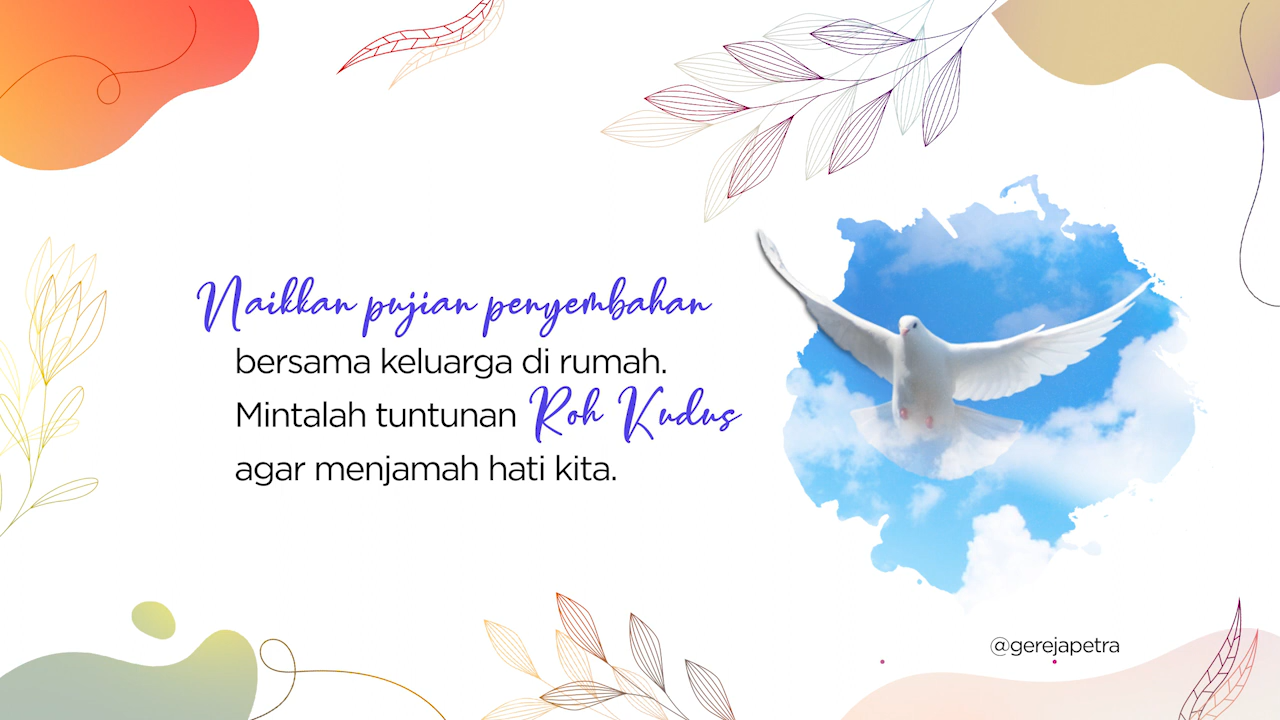 Naikkan pujian penyembahan
bersama keluarga di rumah.
Mintalah tuntunan Roh Kudus
agar menjamah hati kita.
@gerejapetra